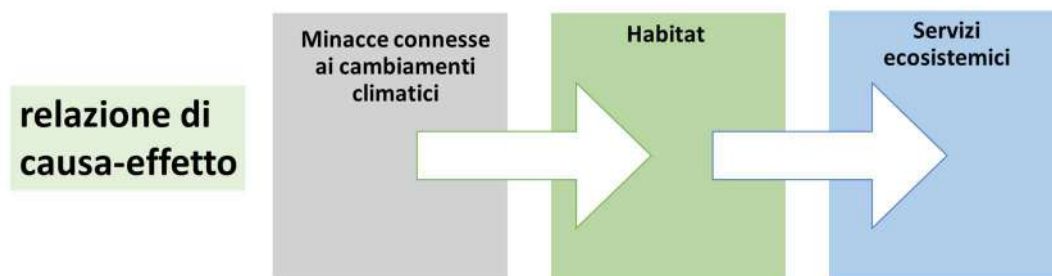 relazione di
causa-effetto
Minacce connesse
ai cambiamenti
climatici
Habitat
Servizi
ecosistemici